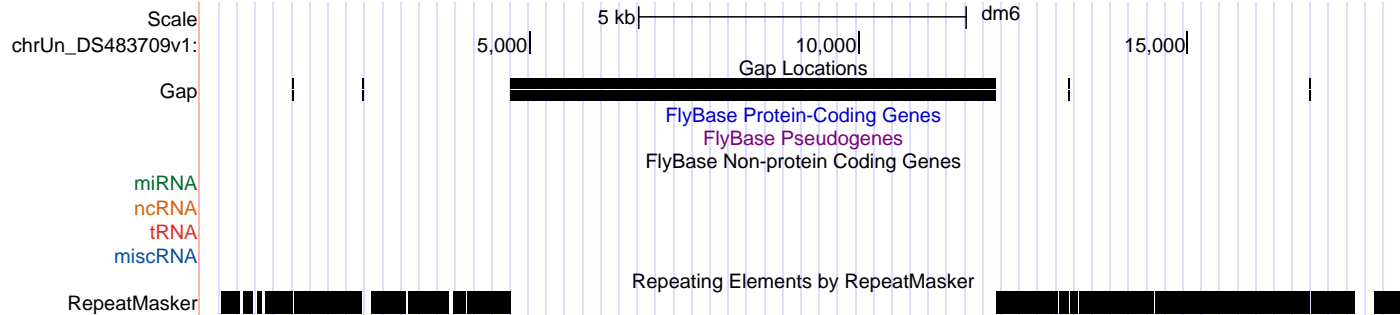 Scale 5 kb dm6
chrUn_DS483709v1: 5,000 10,000 15,000
Gap Locations
Gap
FlyBase Protein-Coding Genes
FlyBase Pseudogenes
FlyBase Non-protein Coding Genes
miRNA
ncRNA
tRNA
miscRNA
Repeating Elements by RepeatMasker
RepeatMasker